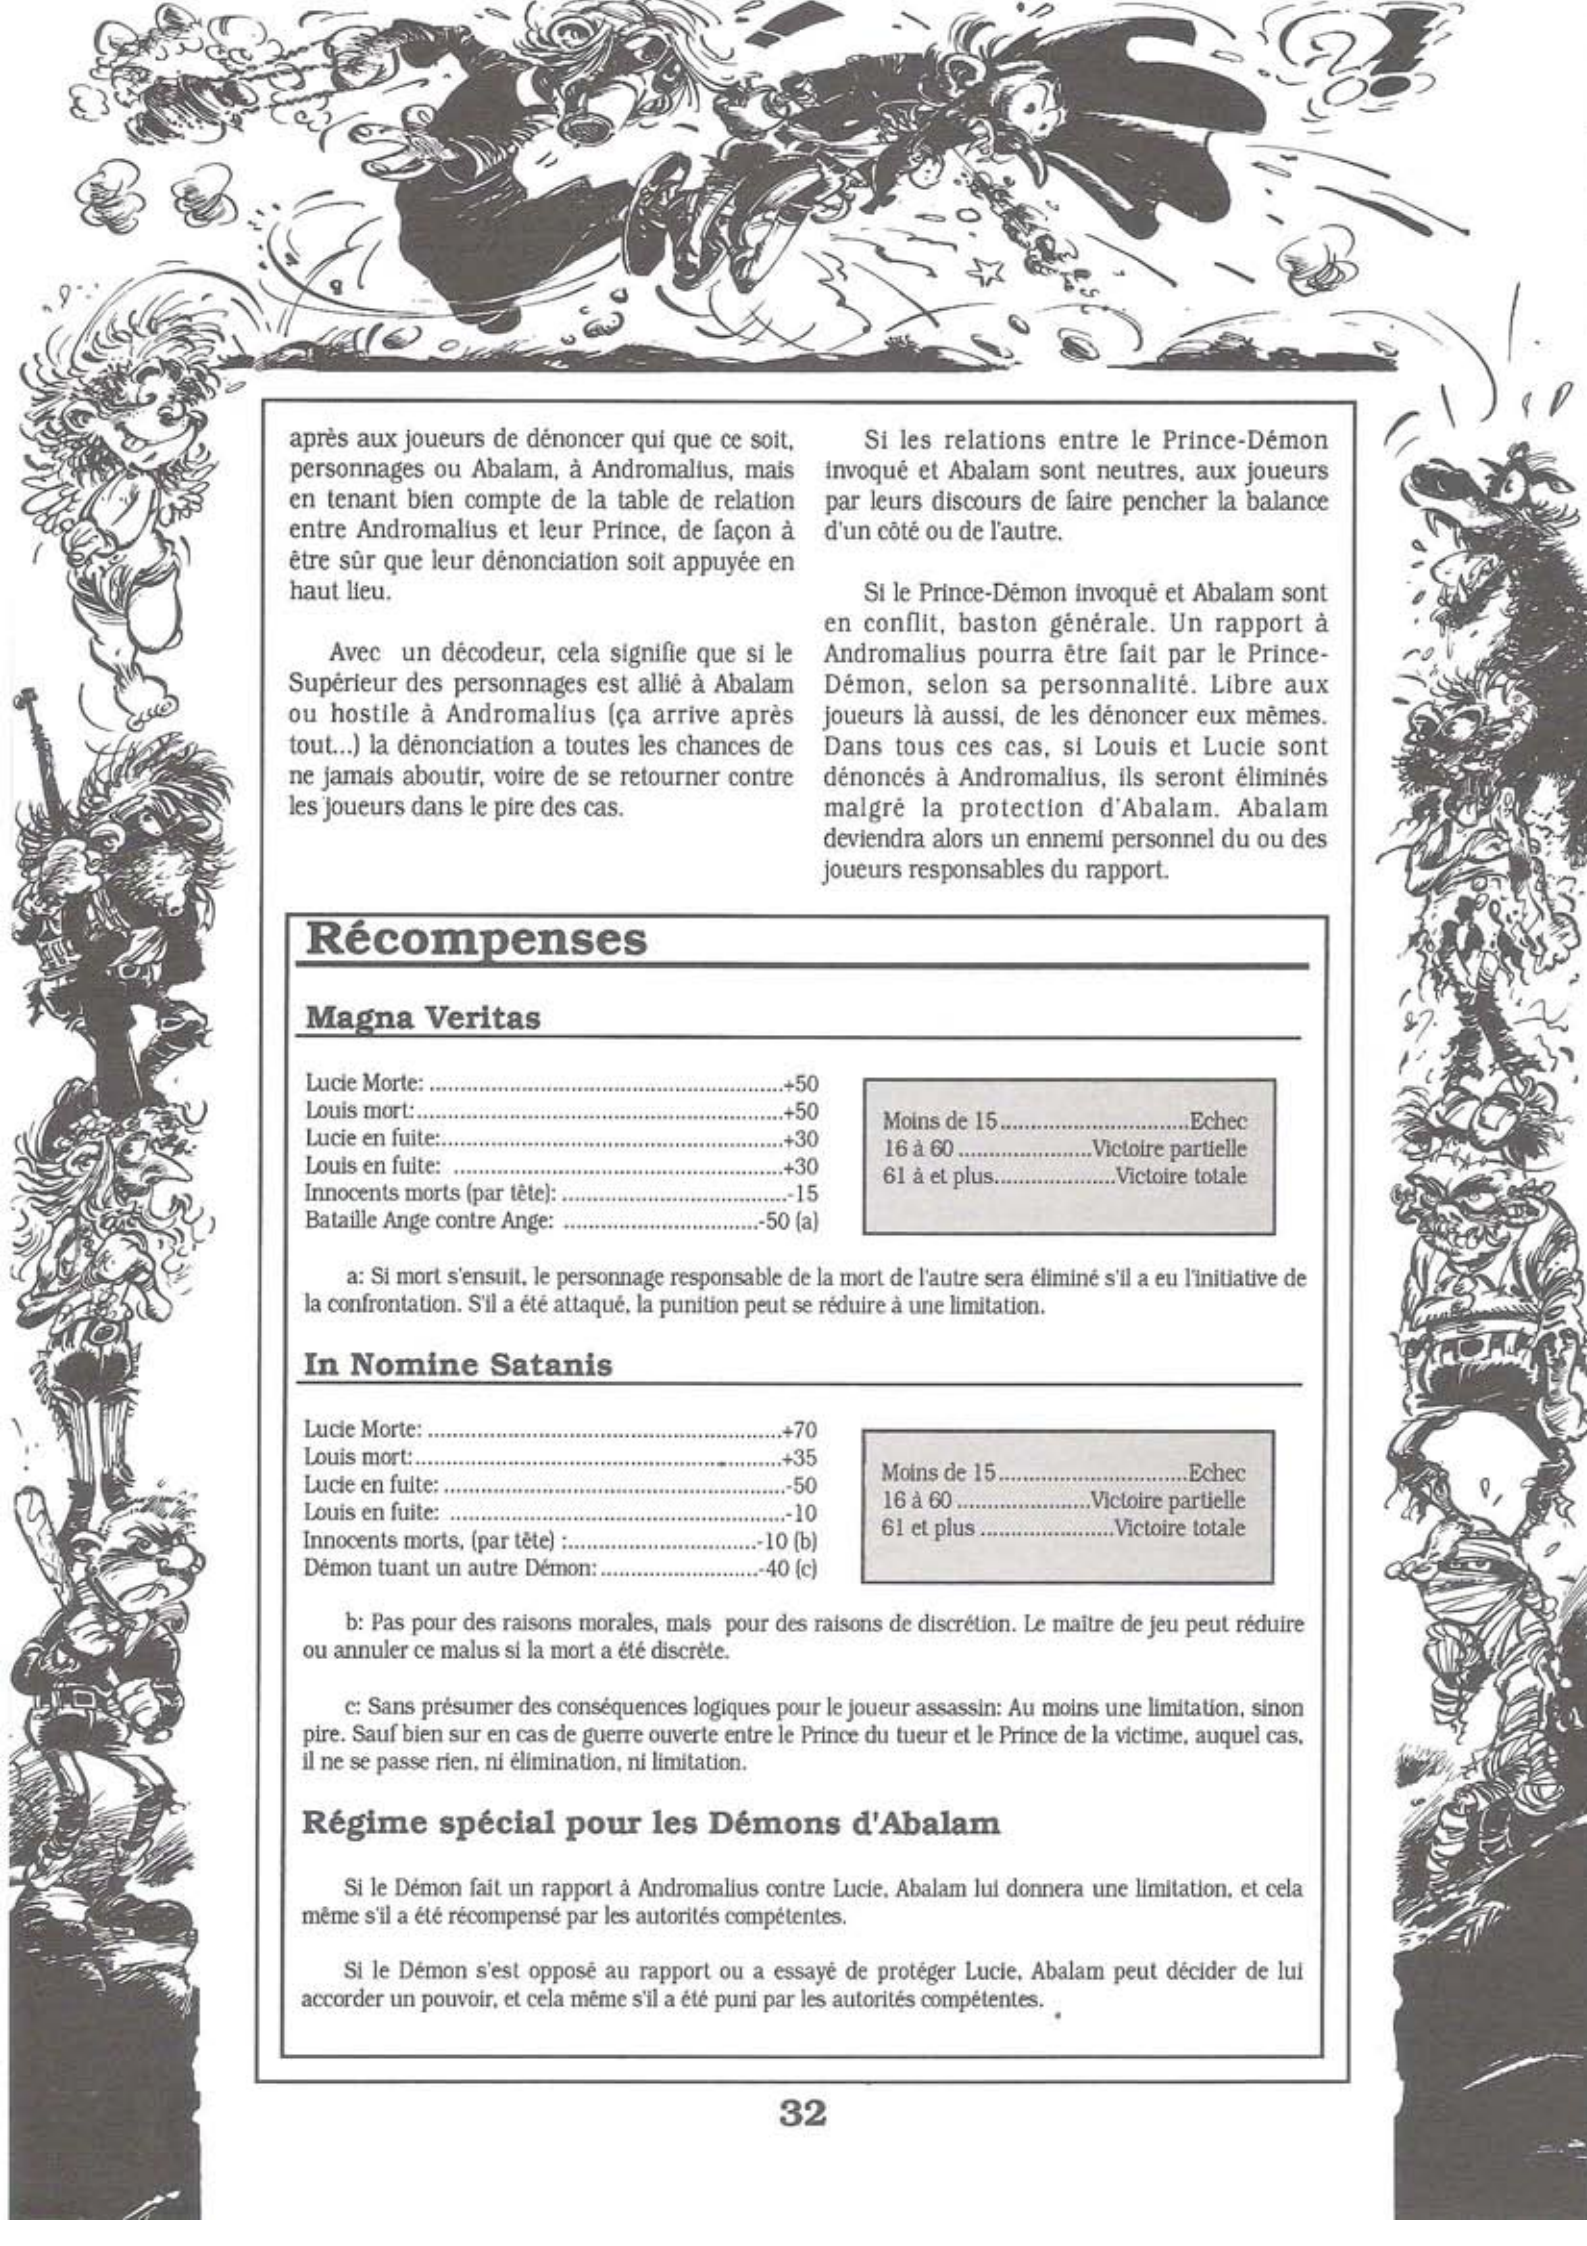 après aux joueurs de dénoncer qui que ce soit,
personnages ou Abalam, à Andromalius, mais
en tenant bien compte de la table de relation
entre Andromalius et leur Prince, de façon à
être sûr que leur dénonciation soit appuyée en
haut lieu.
Avec un décodeur, cela signifie que si le
Supérieur des personnages est allié à Abalam
ou hostile à Andromalius (ça arrive après
tout...) la dénonciation a toutes les chances de
ne jamais aboutir, voire de se retourner contre
les joueurs dans le pire des cas.
Si les relations entre le Prince-Démon
invoqué et Abalam sont neutres, aux joueurs
par leurs discours de faire pencher la balance
d'un côté ou de l'autre.
Si le Prince-Démon invoqué et Abalam sont
en conflit, baston générale. Un rapport à
Andromalius pourra être fait par le Prince-
Démon, selon sa personnalité. Libre aux
joueurs là aussi, de les dénoncer eux mêmes.
Dans tous ces cas, si Louis et Lucie sont
dénoncés à Andromalius, ils seront éliminés
malgré la protection d'Abalam. Abalam
deviendra alors un ennemi personnel du ou des
joueurs responsables du rapport.
Récompenses
Magna Veritas
Lucie Morte: ..........................................................+50
Louis mort:............................................................+50
Lucie en fuite:........................................................+30
Louis en fuite: ......................................................+30
Innocents morts (par tête): .....................................-15
Bataille Ange contre Ange: ................................-50 (a)
Moins de 15...............................Echec
16 à 60 ......................Victoire partielle
61 à et plus....................Victoire totale
a: Si mort s'ensuit, le personnage responsable de la mort de l'autre sera éliminé s'il a eu l'initiative de
la confrontation. S'il a été attaqué, la punition peut se réduire à une limitation.
In Nomine Satanis
Lucie Morte: ..........................................................+70
Louis mort:............................................................+35
Lucie en fuite: ........................................................-50
Louis en fuite: .......................................................-10
Innocents morts, (par tête) :...............................-10 (b)
Démon tuant un autre Démon: ..........................-40 (c)
Moins de 15...............................Echec
16 à 60 ......................Victoire partielle
61 et plus ......................Victoire totale
b: Pas pour des raisons morales, mais pour des raisons de discrétion. Le maître de jeu peut réduire
ou annuler ce malus si la mort a été discrète.
c: Sans présumer des conséquences logiques pour le joueur assassin: Au moins une limitation, sinon
pire. Sauf bien sur en cas de guerre ouverte entre le Prince du tueur et le Prince de la victime, auquel cas,
il ne se passe rien, ni élimination, ni limitation.
Régime spécial pour les Démons d'Abalam
Si le Démon fait un rapport à Andromalius contre Lucie, Abalam lui donnera une limitation, et cela
même s'il a été récompensé par les autorités compétentes.
Si le Démon s'est opposé au rapport ou a essayé de protéger Lucie, Abalam peut décider de lui
accorder un pouvoir, et cela même s'il a été puni par les autorités compétentes.
32